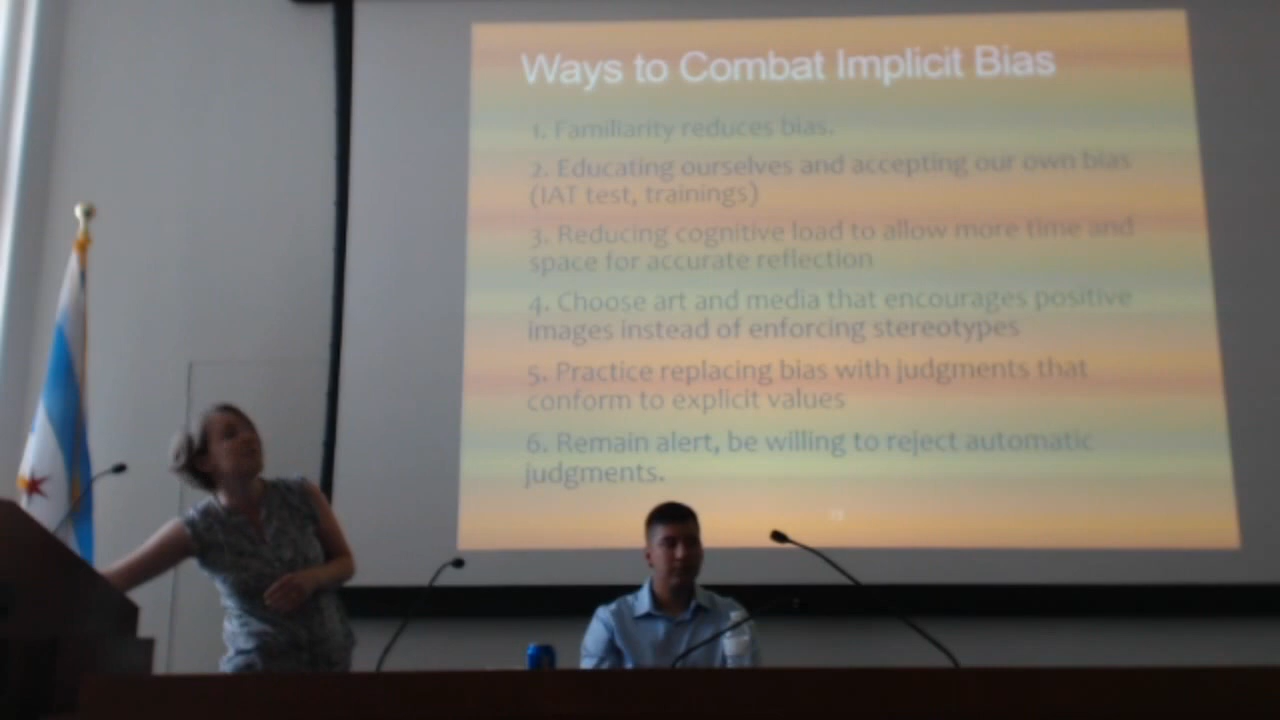 Ways to Combat Implicit Bias
1. Familiarity reduces bias.
2. Educating ourselves and accepting our own bias
(IAT test, trainings)
3. Reducing cognitive load to allow more time and
space for accurate reflection
4. Choose art and media that encourages positive
images instead of enforcing stereotypes
5. Practice replacing bias with judgments that
conform to explicit values
6. Remain alert, be willing to reject automatic
judgments.